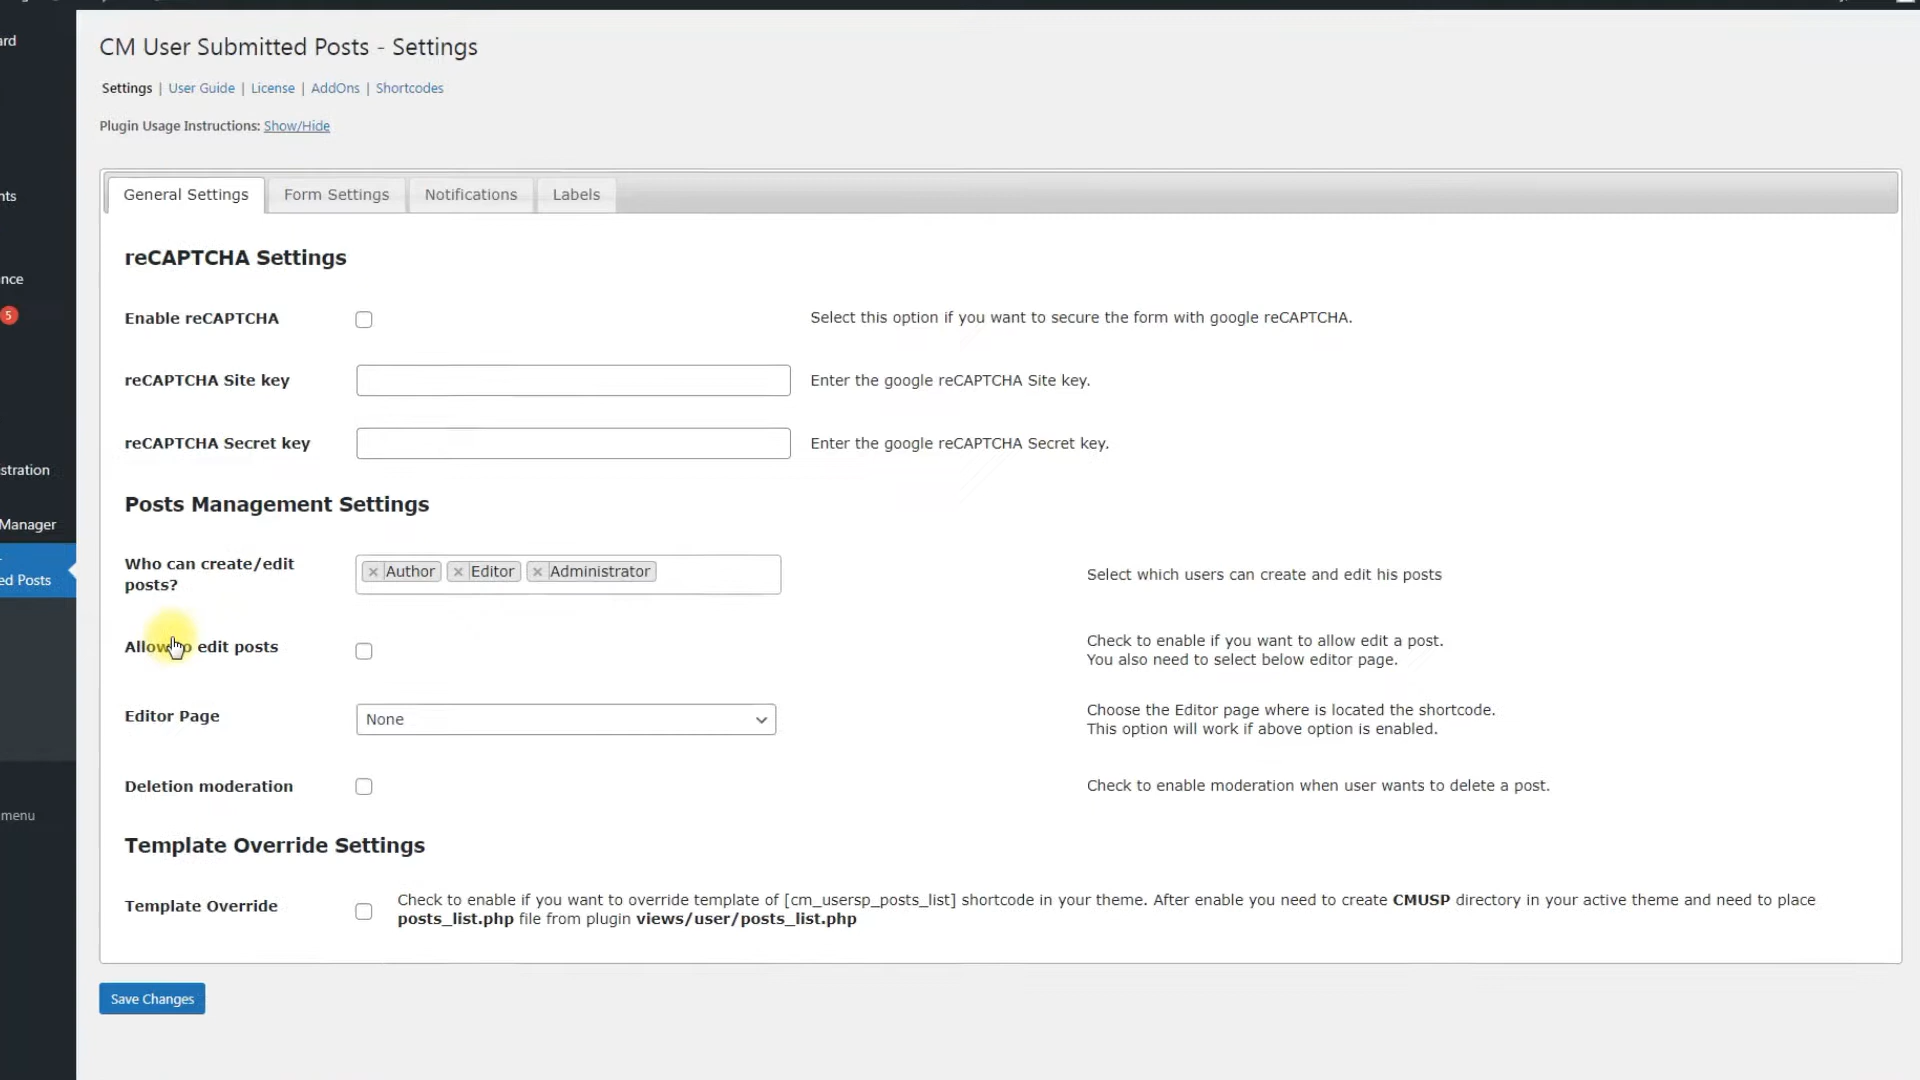 CM User Submitted Posts - Settings
Settings | User Guide | License | AddOns | Shortcodes
Plugin Usage Instructions: Show/Hide
General Settings
Form Settings
Notifications
Labels
reCAPTCHA Settings
Enable reCAPTCHA
Select this option if you want to secure the form with google reCAPTCHA.
reCAPTCHA Site key
Enter the google reCAPTCHA Site key.
reCAPTCHA Secret key
Enter the google reCAPTCHA Secret key.
Posts Management Settings
Who can create/edit
posts?
× Author × Editor × Administrator
Select which users can create and edit his posts
Allow to edit posts
Check to enable if you want to allow edit a post.
You also need to select below editor page.
Editor Page
None
Choose the Editor page where is located the shortcode.
This option will work if above option is enabled.
Deletion moderation
Check to enable moderation when user wants to delete a post.
Template Override Settings
Template Override
Check to enable if you want to override template of [cm_usersp_posts_list] shortcode in your theme. After enable you need to create CMUSP directory in your active theme and need to place
posts_list.php file from plugin views/user/posts_list.php
Save Changes
ard
nts
nce
5
stration
Manager
ed Posts
menu